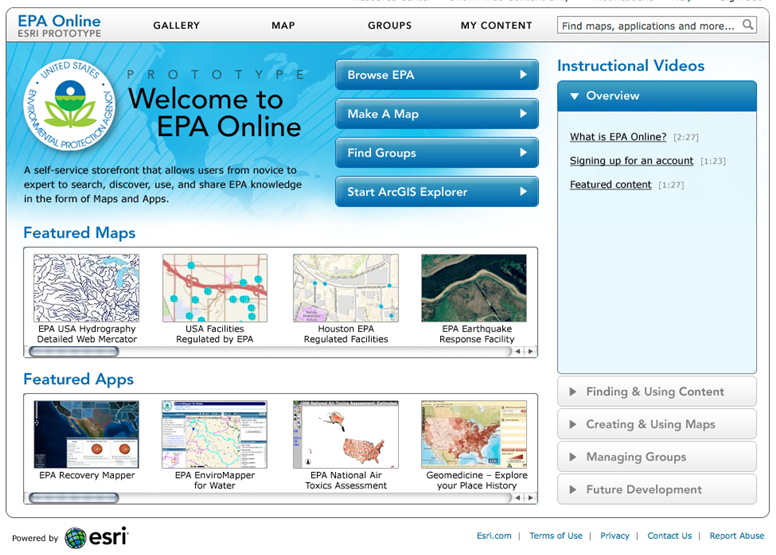 EPA Online
ESRI PROTOTYPE
GALLERY
MAP
GROUPS
MY CONTENT
Find maps, applications and more...
UNITED STATES
ENVIRONMENTAL PROTECTION AGENCY
PROTOTYPE
Welcome to
EPA Online
A self-service storefront that allows users from novice to
expert to search, discover, use, and share EPA knowledge
in the form of Maps and Apps.
Browse EPA
Make A Map
Find Groups
Start ArcGIS Explorer
Instructional Videos
Overview
What is EPA Online? [2:27]
Signing up for an account [1:23]
Featured content [1:27]
Featured Maps
EPA USA Hydrography
Detailed Web Mercator
USA Facilities
Regulated by EPA
Houston EPA
Regulated Facilities
EPA Earthquake
Response Facility
Featured Apps
EPA Recovery Mapper
EPA EnviroMapper
for Water
EPA National Air
Toxics Assessment
Geomedicine – Explore
your Place History
Finding & Using Content
Creating & Using Maps
Managing Groups
Future Development
Powered by esri
Esri.com | Terms of Use | Privacy | Contact Us | Report Abuse